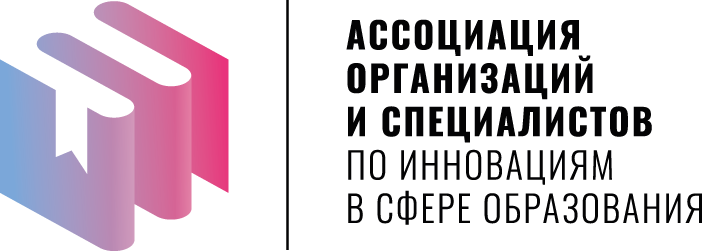 АССОЦИАЦИЯ
ОРГАНИЗАЦИЙ
И СПЕЦИАЛИСТОВ
ПО ИННОВАЦИЯМ
В СФЕРЕ ОБРАЗОВАНИЯ